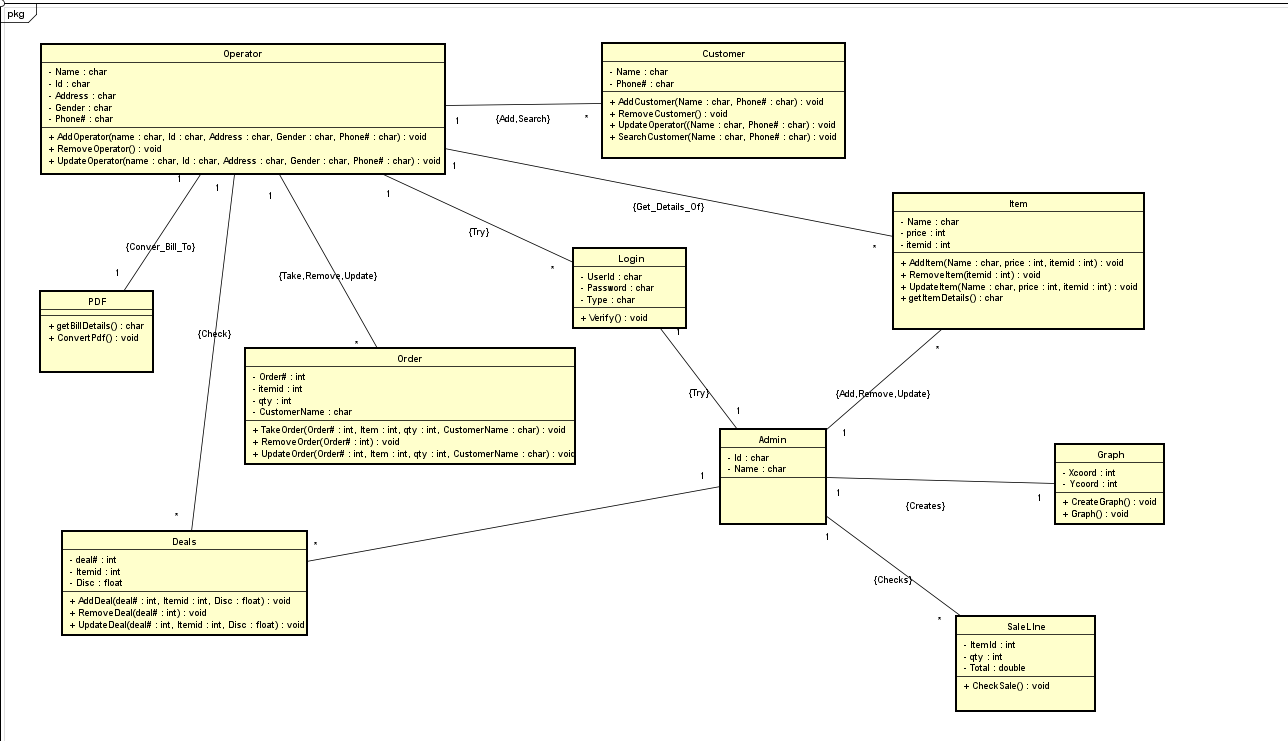 pkg
Operator
- Name : char
- Id : char
- Address : char
- Gender : char
- Phone# : char
+ AddOperator(name : char, Id : char, Address : char, Gender : char, Phone# : char) : void
+ RemoveOperator() : void
+ UpdateOperator(name : char, Id : char, Address : char, Gender : char, Phone# : char) : void
1
{Add,Search}
*
Customer
- Name : char
- Phone# : char
+ AddCustomer(Name : char, Phone# : char) : void
+ RemoveCustomer() : void
+ UpdateOperator((Name : char, Phone# : char) : void
+ SearchCustomer(Name : char, Phone# : char) : void
1
{Get_Details_Of}
*
Item
- Name : char
- price : int
- itemid : int
+ AddItem(Name : char, price : int, itemid : int) : void
+ RemoveItem(itemid : int) : void
+ UpdateItem(Name : char, price : int, itemid : int) : void
+ getItemDetails() : char
1
{Conver_Bill_To}
1
PDF
+ getBillDetails() : char
+ ConvertPdf() : void
1
{Check}
*
1
{Take,Remove,Update}
*
Order
- Order# : int
- itemid : int
- qty : int
- CustomerName : char
+ TakeOrder(Order# : int, Item : int, qty : int, CustomerName : char) : void
+ RemoveOrder(Order# : int) : void
+ UpdateOrder(Order# : int, Item : int, qty : int, CustomerName : char) : void
1
{Try}
*
Login
- UserId : char
- Password : char
- Type : char
+ Verify() : void
1
{Try}
1
*
{Add,Remove,Update}
1
Admin
- Id : char
- Name : char
1
*
1
{Creates}
1
Graph
- Xcoord : int
- Ycoord : int
+ CreateGraph() : void
+ Graph() : void
1
{Checks}
*
Deals
- deal# : int
- Itemid : int
- Disc : float
+ AddDeal(deal# : int, Itemid : int, Disc : float) : void
+ RemoveDeal(deal# : int) : void
+ UpdateDeal(deal# : int, Itemid : int, Disc : float) : void
SaleLIne
- ItemId : int
- qty : int
- Total : double
+ CheckSale() : void